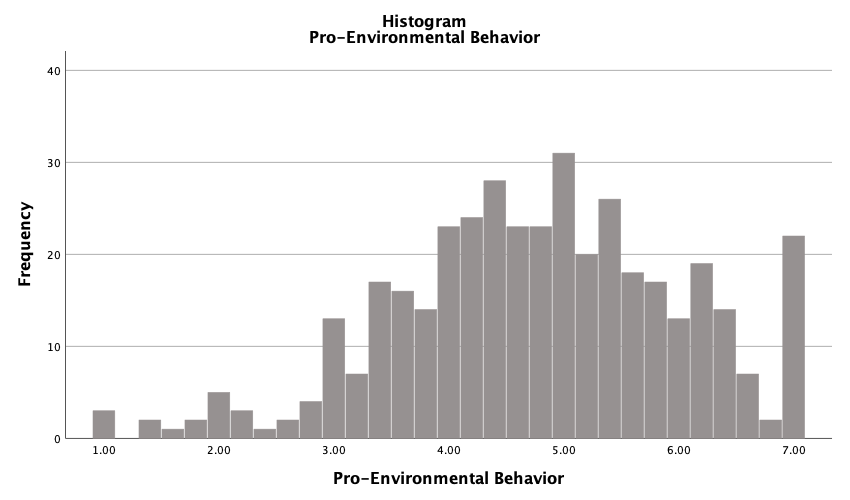 Histogram
Pro-Environmental Behavior
40
30
20
10
0
Frequency
1.00 2.00 3.00 4.00 5.00 6.00 7.00
Pro-Environmental Behavior